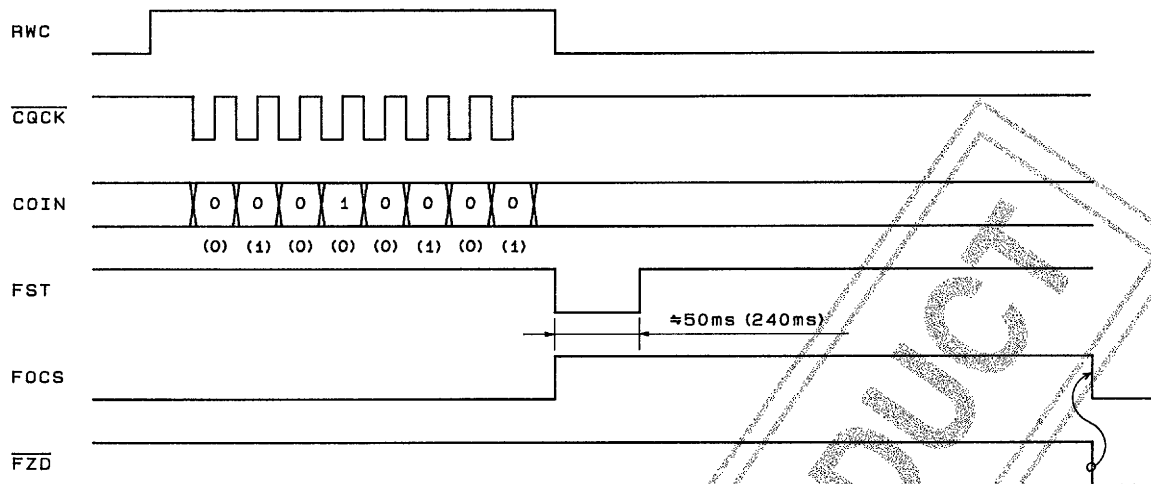 RWC
CQCK
COIN 0 0 0 1 0 0 0 0
(0) (1) (0) (0) (0) (1) (0) (1)
FST
≒50ms (240ms)
FOCS
FZD
DUCT